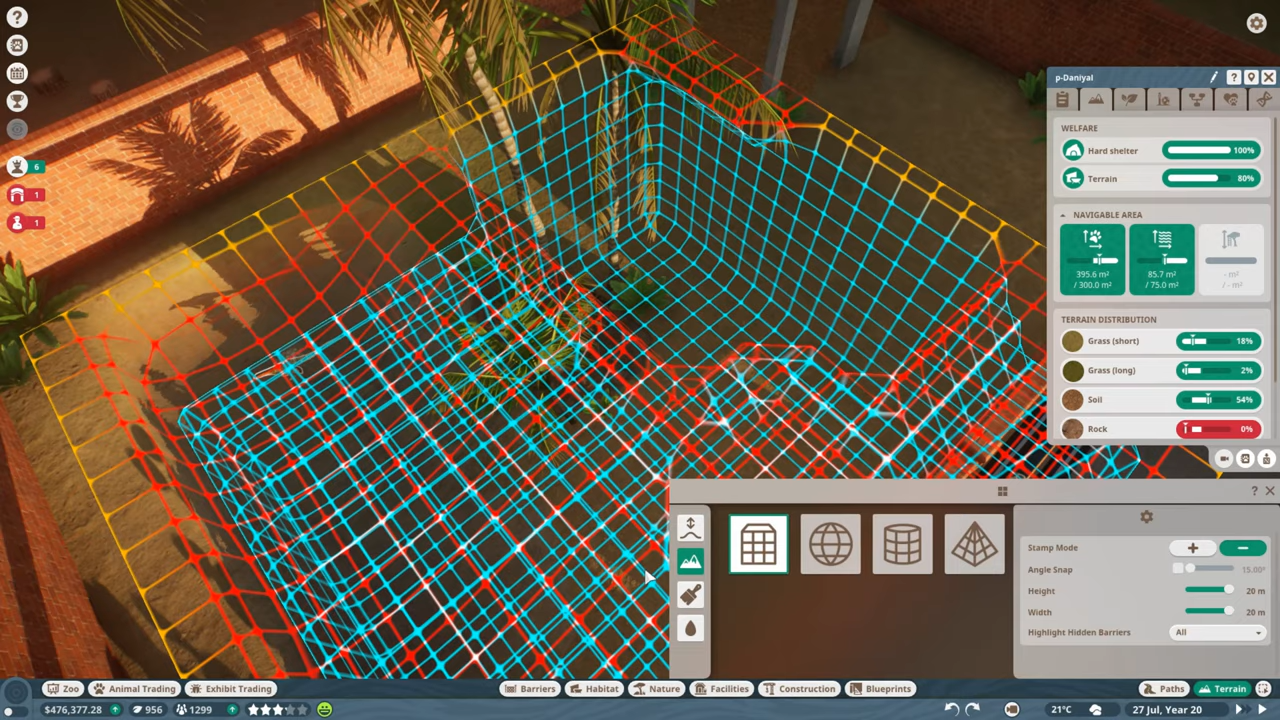 ?
6
1
1
p-Daniyal
?
WELFARE
Hard shelter 100%
Terrain 80%
NAVIGABLE AREA
395.6 m² / 300.0 m²
85.7 m² / 75.0 m²
- m² / - m²
TERRAIN DISTRIBUTION
Grass (short) 18%
Grass (long) 2%
Soil 54%
Rock 0%
?
Stamp Mode + −
Angle Snap 15.00°
Height 20 m
Width 20 m
Highlight Hidden Barriers All
Zoo Animal Trading Exhibit Trading Barriers Habitat Nature Facilities Construction Blueprints Paths Terrain
$476,377.28 956 1299 21°C 27 Jul, Year 20